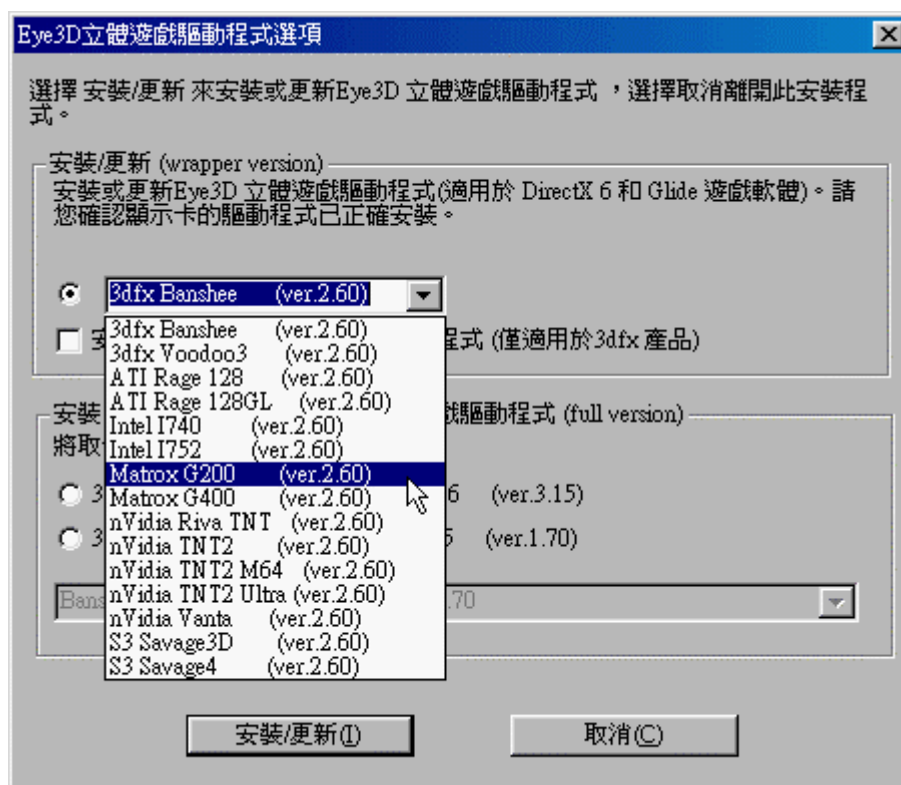 Eye3D立體遊戲驅動程式選項
選擇 安裝/更新 來安裝或更新Eye3D 立體遊戲驅動程式 ，選擇取消離開此安裝程
式。
安裝/更新 (wrapper version)
安裝或更新Eye3D 立體遊戲驅動程式(適用於 DirectX 6 和 Glide 遊戲軟體)。請
您確認顯示卡的驅動程式已正確安裝。
3dfx Banshee (ver.2.60)
3dfx Banshee (ver.2.60)
程式 (僅適用於3dfx 產品)
3dfx Voodoo3 (ver.2.60)
ATI Rage 128 (ver.2.60)
ATI Rage 128GL (ver.2.60)
安裝 戲驅動程式 (full version)
Intel I740 (ver.2.60)
將取
Intel I752 (ver.2.60)
Matrox G200 (ver.2.60)
3 6 (ver.3.15)
Matrox G400 (ver.2.60)
nVidia Riva TNT (ver.2.60)
3 (ver.1.70)
nVidia TNT2 (ver.2.60)
nVidia TNT2 M64 (ver.2.60)
nVidia TNT2 Ultra (ver.2.60)
Bans .70
nVidia Vanta (ver.2.60)
S3 Savage3D (ver.2.60)
S3 Savage4 (ver.2.60)
安裝/更新(I) 取消(C)